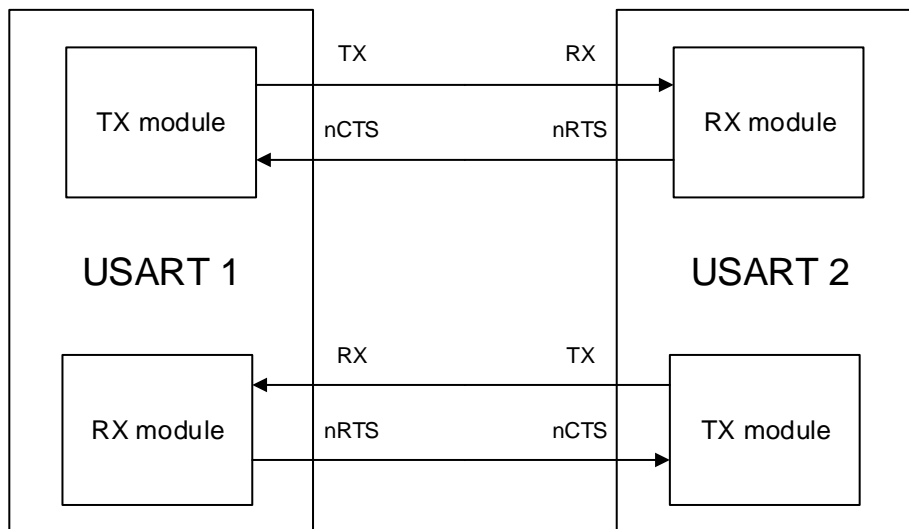 TX RX
TX module
RX module
nCTS nRTS
USART 1 USART 2
RX TX
RX module
TX module
nRTS nCTS